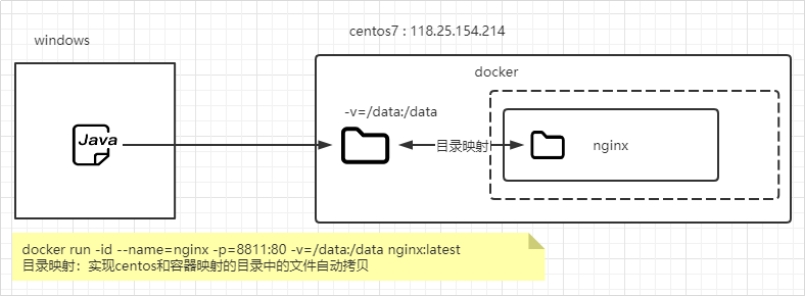 centos7 : 118.25.154.214
windows
docker
-v=/data:/data
Java
目录映射
nginx
docker run -id --name=nginx -p=8811:80 -v=/data:/data nginx:latest
目录映射：实现centos和容器映射的目录中的文件自动拷贝